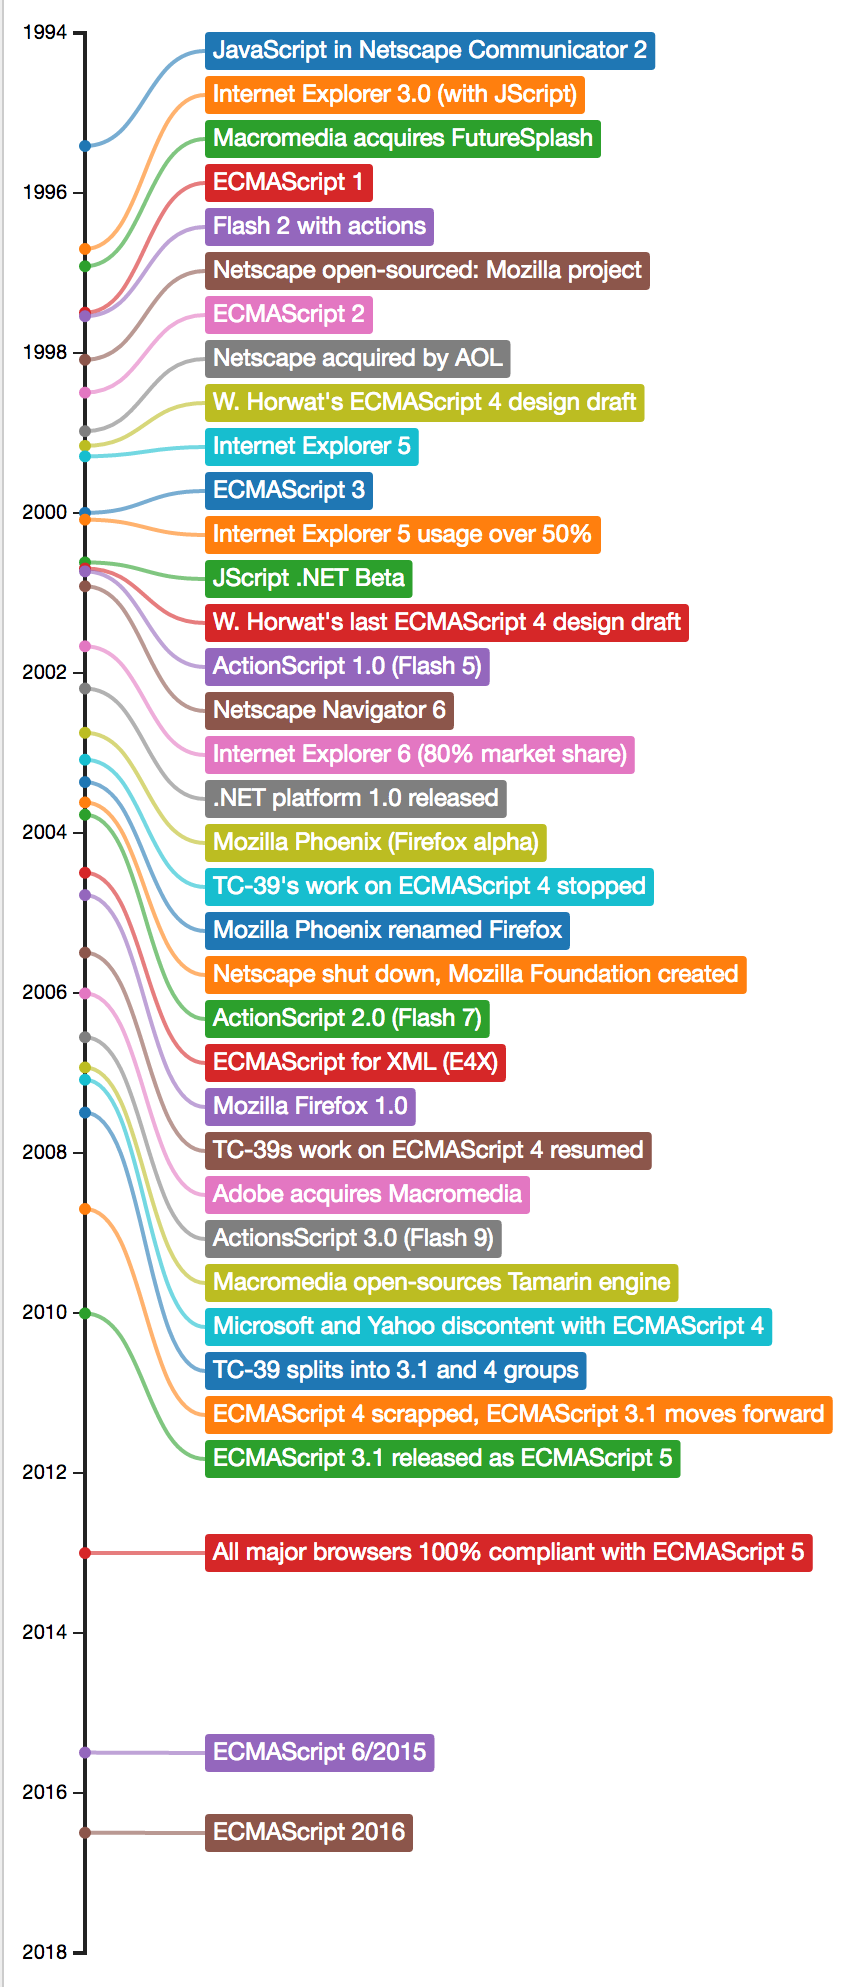 1994
JavaScript in Netscape Communicator 2
Internet Explorer 3.0 (with JScript)
Macromedia acquires FutureSplash
ECMAScript 1
1996
Flash 2 with actions
Netscape open-sourced: Mozilla project
ECMAScript 2
1998
Netscape acquired by AOL
W. Horwat's ECMAScript 4 design draft
Internet Explorer 5
ECMAScript 3
2000
Internet Explorer 5 usage over 50%
JScript .NET Beta
W. Horwat's last ECMAScript 4 design draft
ActionScript 1.0 (Flash 5)
2002
Netscape Navigator 6
Internet Explorer 6 (80% market share)
.NET platform 1.0 released
2004
Mozilla Phoenix (Firefox alpha)
TC-39's work on ECMAScript 4 stopped
Mozilla Phoenix renamed Firefox
Netscape shut down, Mozilla Foundation created
2006
ActionScript 2.0 (Flash 7)
ECMAScript for XML (E4X)
Mozilla Firefox 1.0
TC-39s work on ECMAScript 4 resumed
2008
Adobe acquires Macromedia
ActionsScript 3.0 (Flash 9)
Macromedia open-sources Tamarin engine
2010
Microsoft and Yahoo discontent with ECMAScript 4
TC-39 splits into 3.1 and 4 groups
ECMAScript 4 scrapped, ECMAScript 3.1 moves forward
ECMAScript 3.1 released as ECMAScript 5
2012
All major browsers 100% compliant with ECMAScript 5
2014
ECMAScript 6/2015
2016
ECMAScript 2016
2018